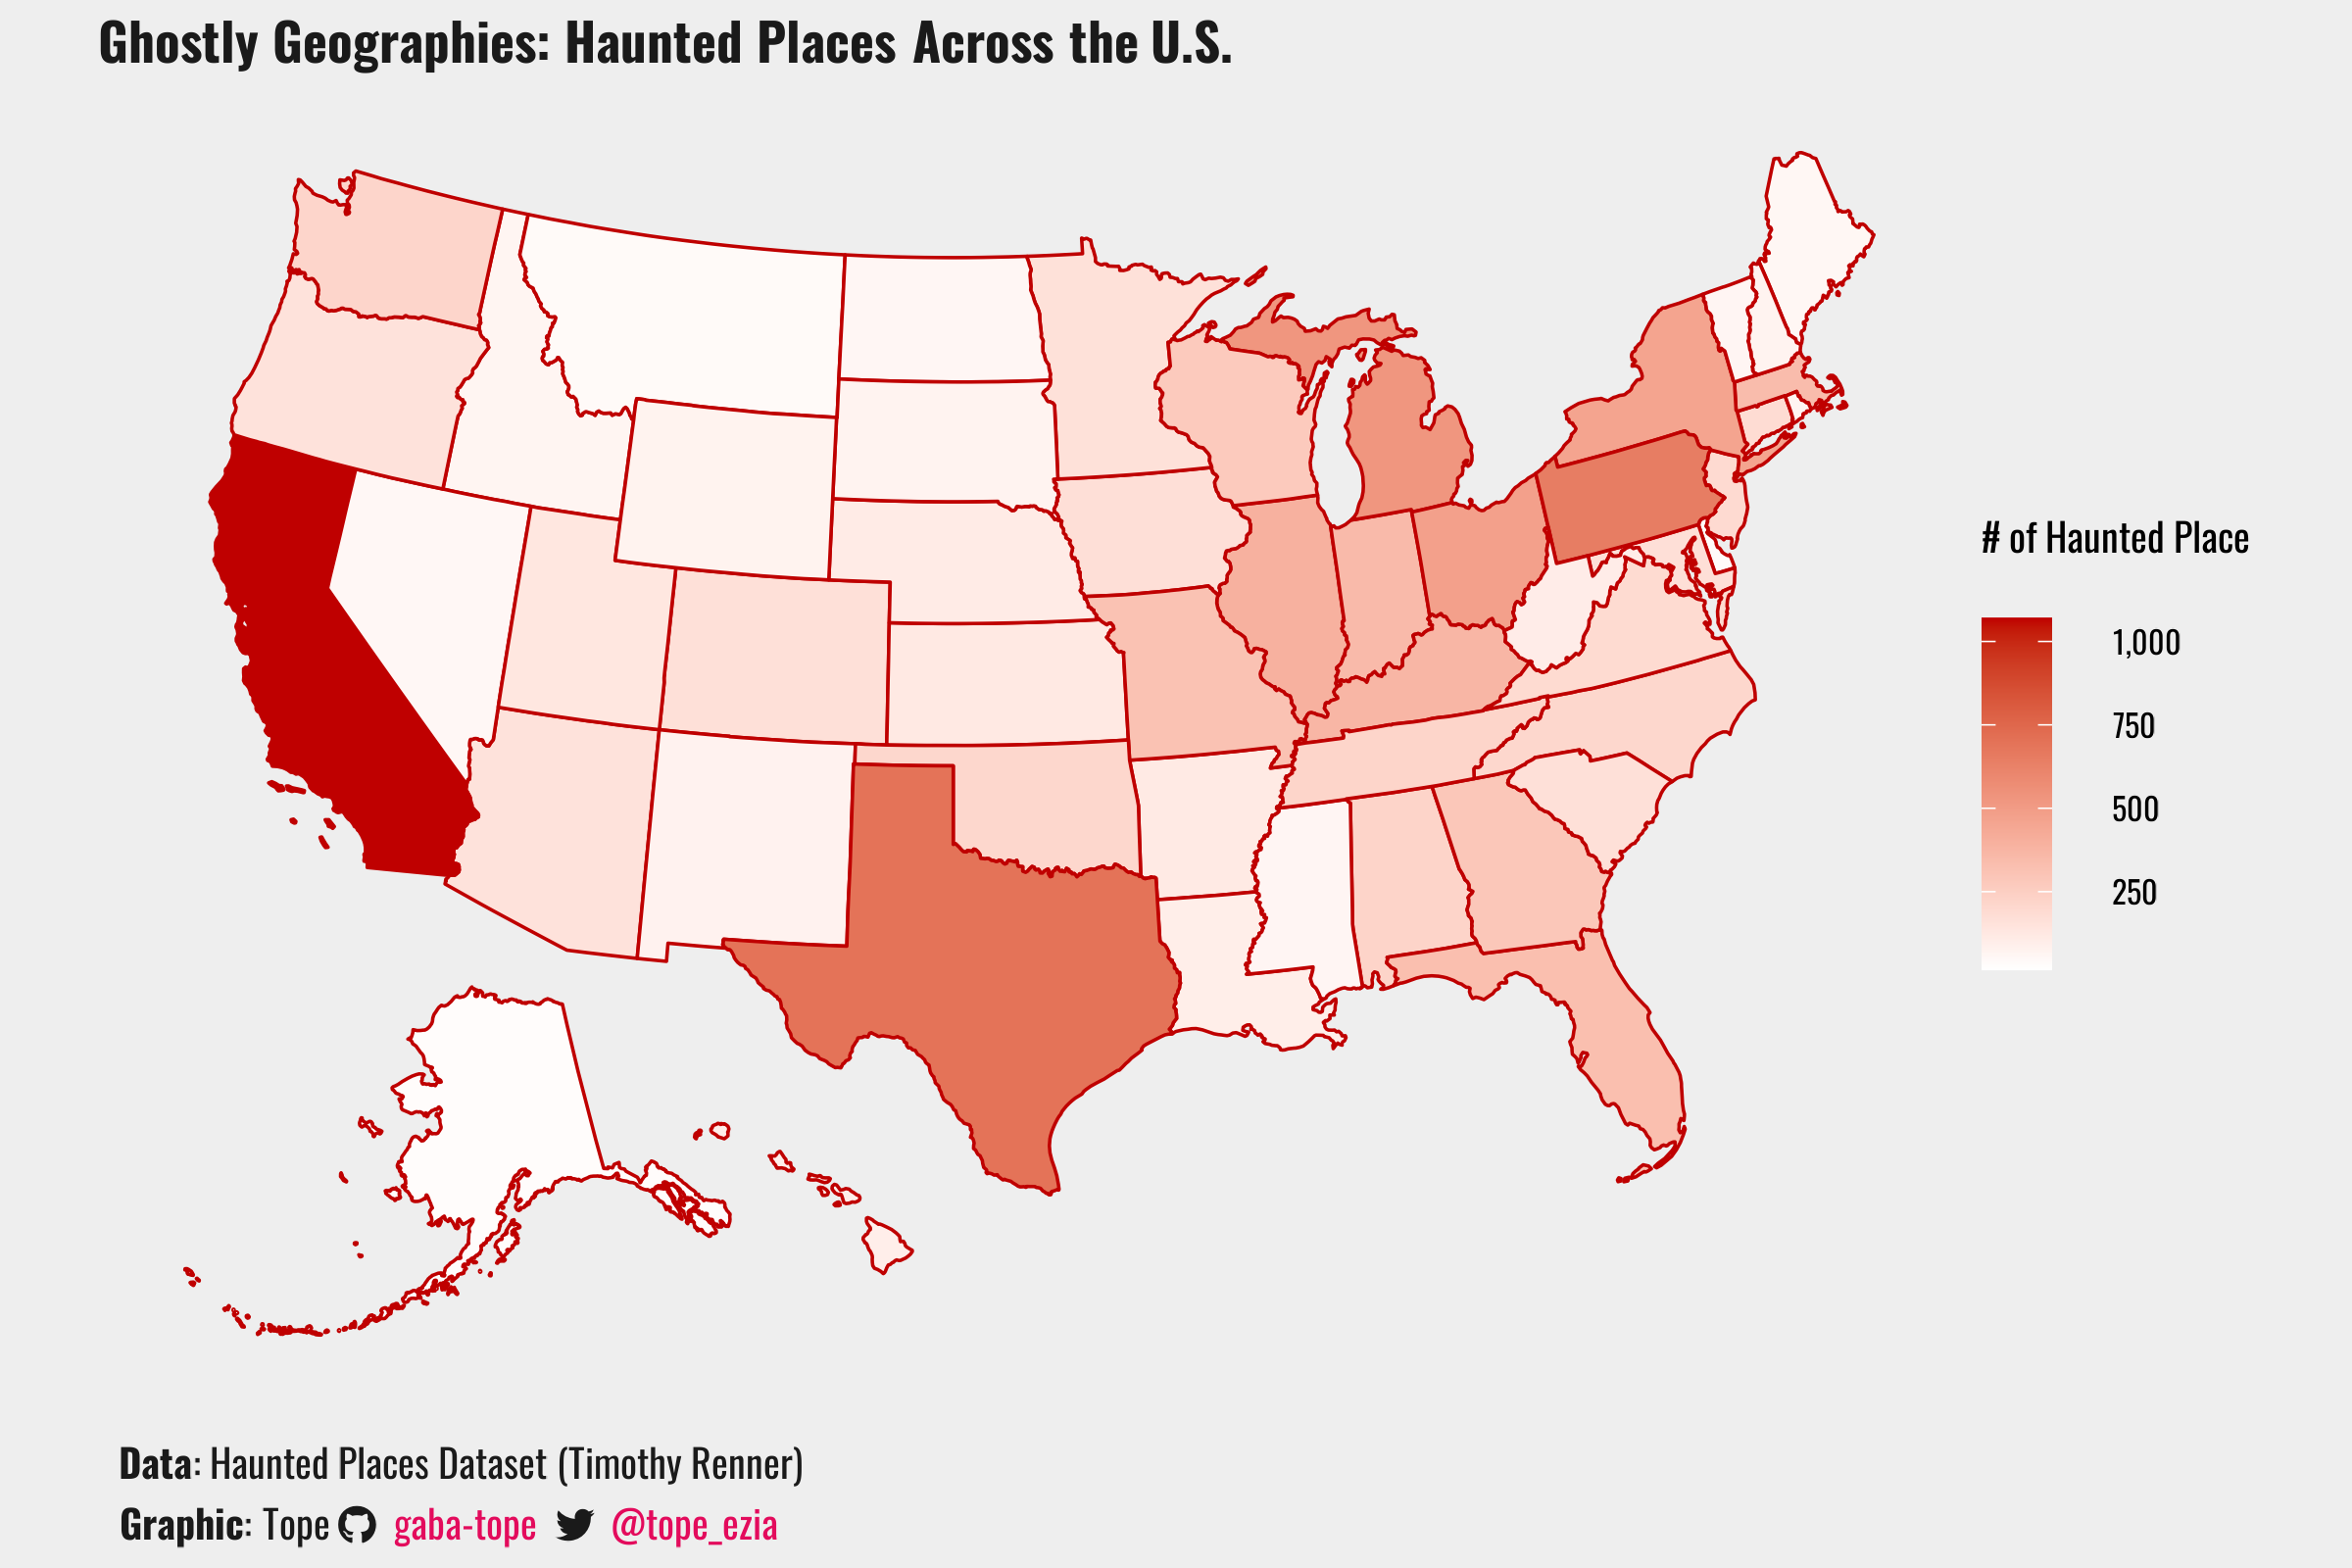 Ghostly Geographies: Haunted Places Across the U.S.
# of Haunted Place
1,000
750
500
250
Data: Haunted Places Dataset (Timothy Renner)
Graphic: Tope gaba-tope @tope_ezia